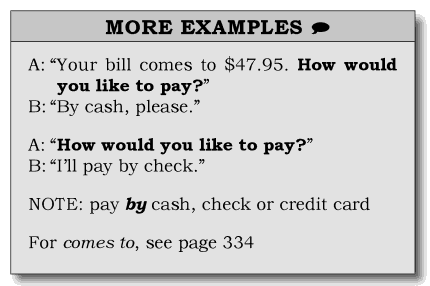 MORE EXAMPLES
A: “Your bill comes to $47.95. How would
you like to pay?”
B: “By cash, please.”
A: “How would you like to pay?”
B: “I’ll pay by check.”
NOTE: pay by cash, check or credit card
For comes to, see page 334